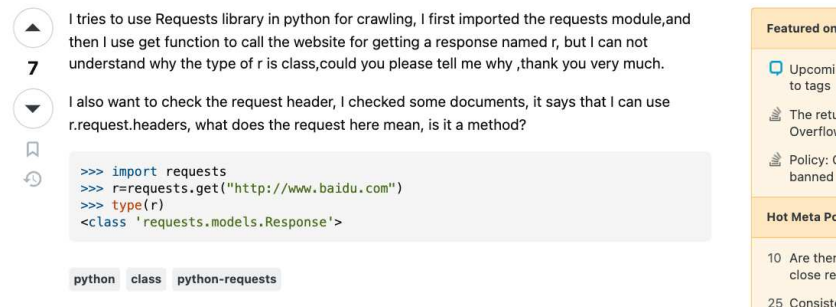 I tries to use Requests library in python for crawling, I first imported the requests module,and
then I use get function to call the website for getting a response named r, but I can not
understand why the type of r is class,could you please tell me why ,thank you very much.
7
I also want to check the request header, I checked some documents, it says that I can use
r.request.headers, what does the request here mean, is it a method?
>>> import requests
>>> r=requests.get("http://www.baidu.com")
>>> type(r)
<class 'requests.models.Response'>
python class python-requests
Featured on
Upcomi
to tags
The retu
Overflo
Policy:
banned
Hot Meta Po
10 Are ther
close re
25 Consiste